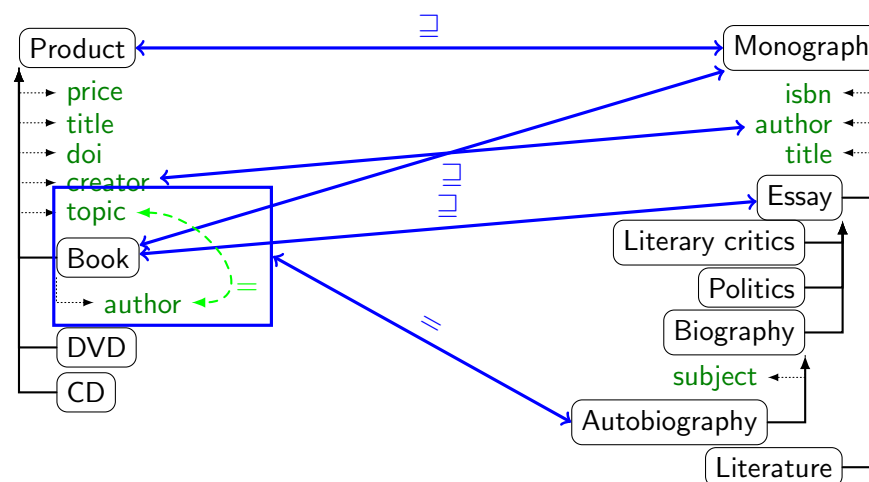 ⊒
Product
Monograph
price
isbn
title
author
doi
title
creator
⊒
topic
⊒
Essay
Literary critics
Book
Politics
=
author
Biography
=
DVD
subject
CD
Autobiography
Literature